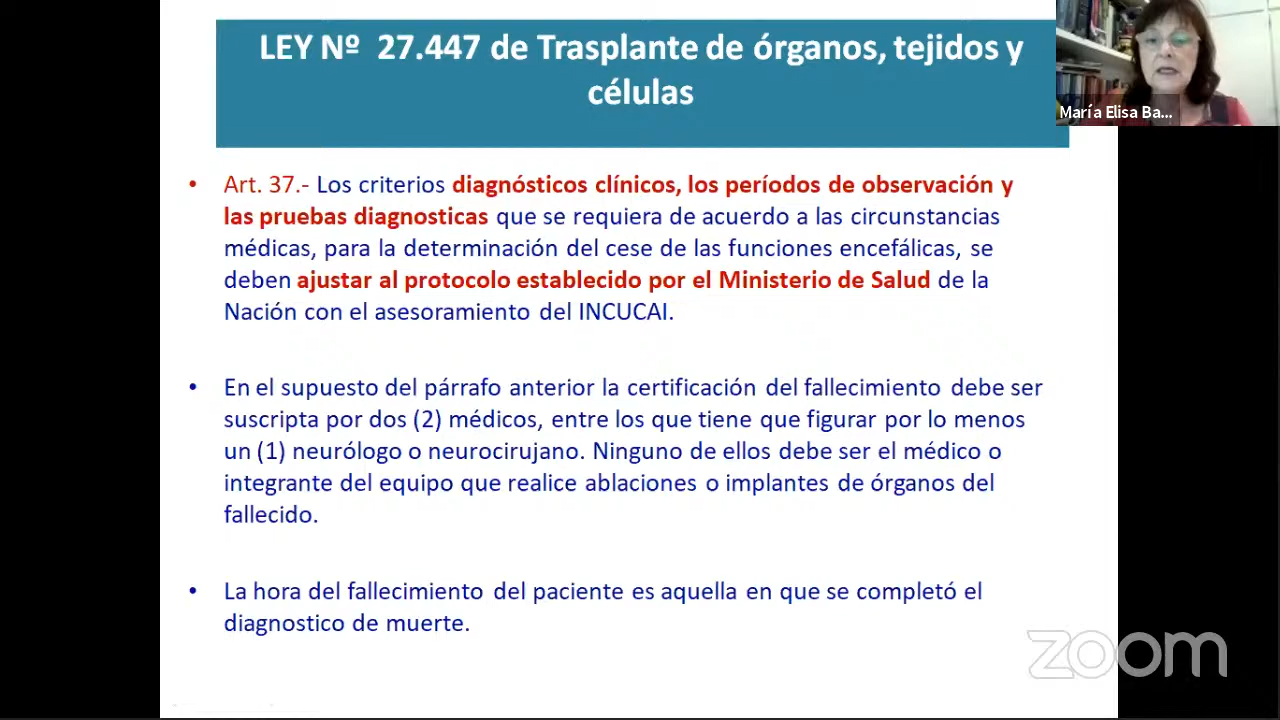 LEY Nº 27.447 de Trasplante de órganos, tejidos y
células
María Elisa Ba...
• Art. 37.- Los criterios diagnósticos clínicos, los períodos de observación y
las pruebas diagnosticas que se requiera de acuerdo a las circunstancias
médicas, para la determinación del cese de las funciones encefálicas, se
deben ajustar al protocolo establecido por el Ministerio de Salud de la
Nación con el asesoramiento del INCUCAI.
• En el supuesto del párrafo anterior la certificación del fallecimiento debe ser
suscripta por dos (2) médicos, entre los que tiene que figurar por lo menos
un (1) neurólogo o neurocirujano. Ninguno de ellos debe ser el médico o
integrante del equipo que realice ablaciones o implantes de órganos del
fallecido.
• La hora del fallecimiento del paciente es aquella en que se completó el
diagnostico de muerte.
zoom